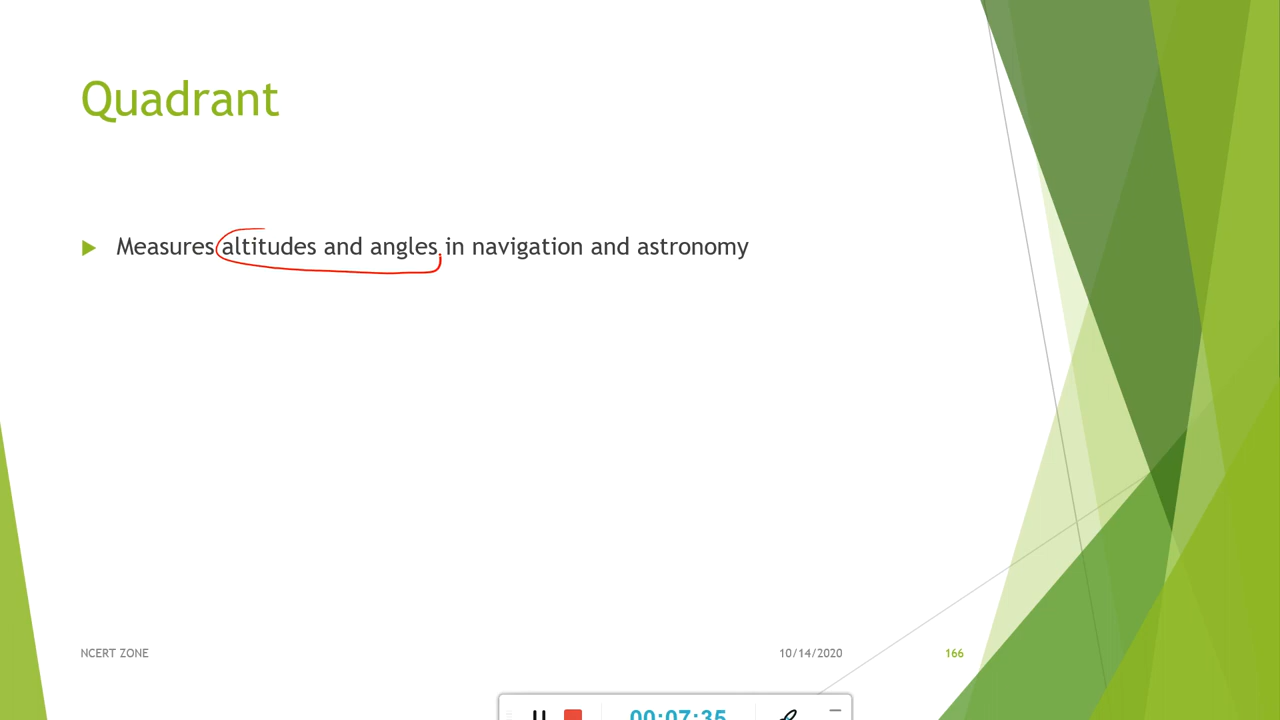 Quadrant
Measures altitudes and angles in navigation and astronomy
NCERT ZONE
10/14/2020
166
00:07:35